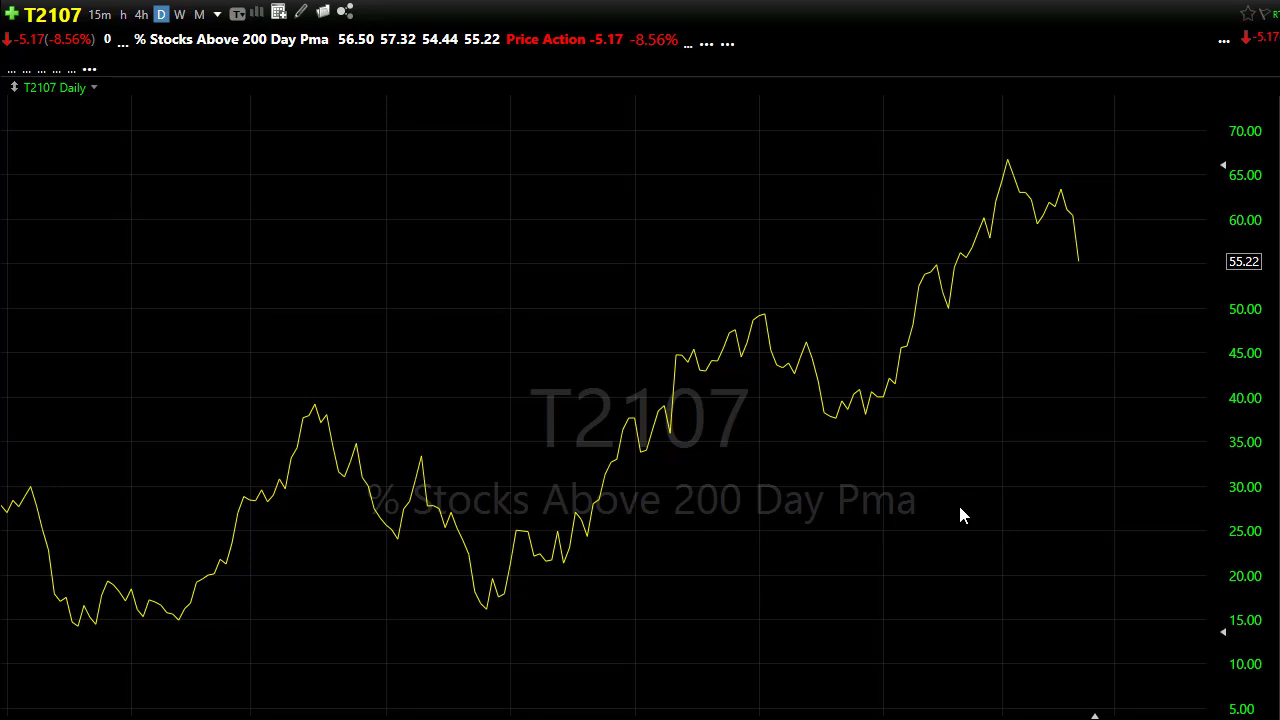 T2107 15m h 4h D W M T
-5.17(-8.56%) 0 ... % Stocks Above 200 Day Pma 56.50 57.32 54.44 55.22 Price Action -5.17 -8.56% ... ... ... ... -5.17
... ... ... ... ... ...
T2107 Daily
70.00
65.00
60.00
55.22
50.00
45.00
40.00
T2107
35.00
30.00
% Stocks Above 200 Day Pma
25.00
20.00
15.00
10.00
5.00